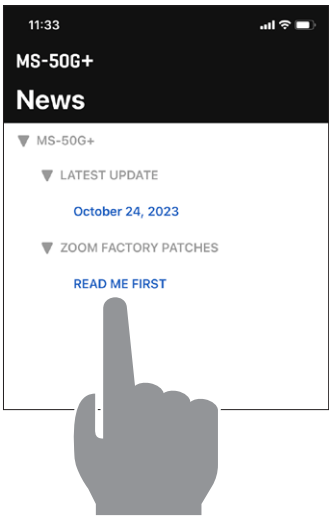 11:33
MS-50G+
News
▼ MS-50G+
▼ LATEST UPDATE
October 24, 2023
▼ ZOOM FACTORY PATCHES
READ ME FIRST